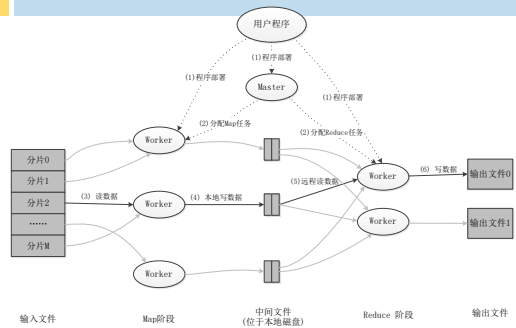 用户程序
(1)程序部署
(1)程序部署
(1)程序部署
Master
(2)分配Map任务
(2)分配Reduce任务
Worker
Worker
Worker
Worker
Worker
分片0
分片1
分片2
……
分片M
(3) 读数据
(4) 本地写数据
(5)远程读数据
(6) 写数据
输出文件0
输出文件1
输入文件
Map阶段
中间文件
(位于本地磁盘)
Reduce 阶段
输出文件